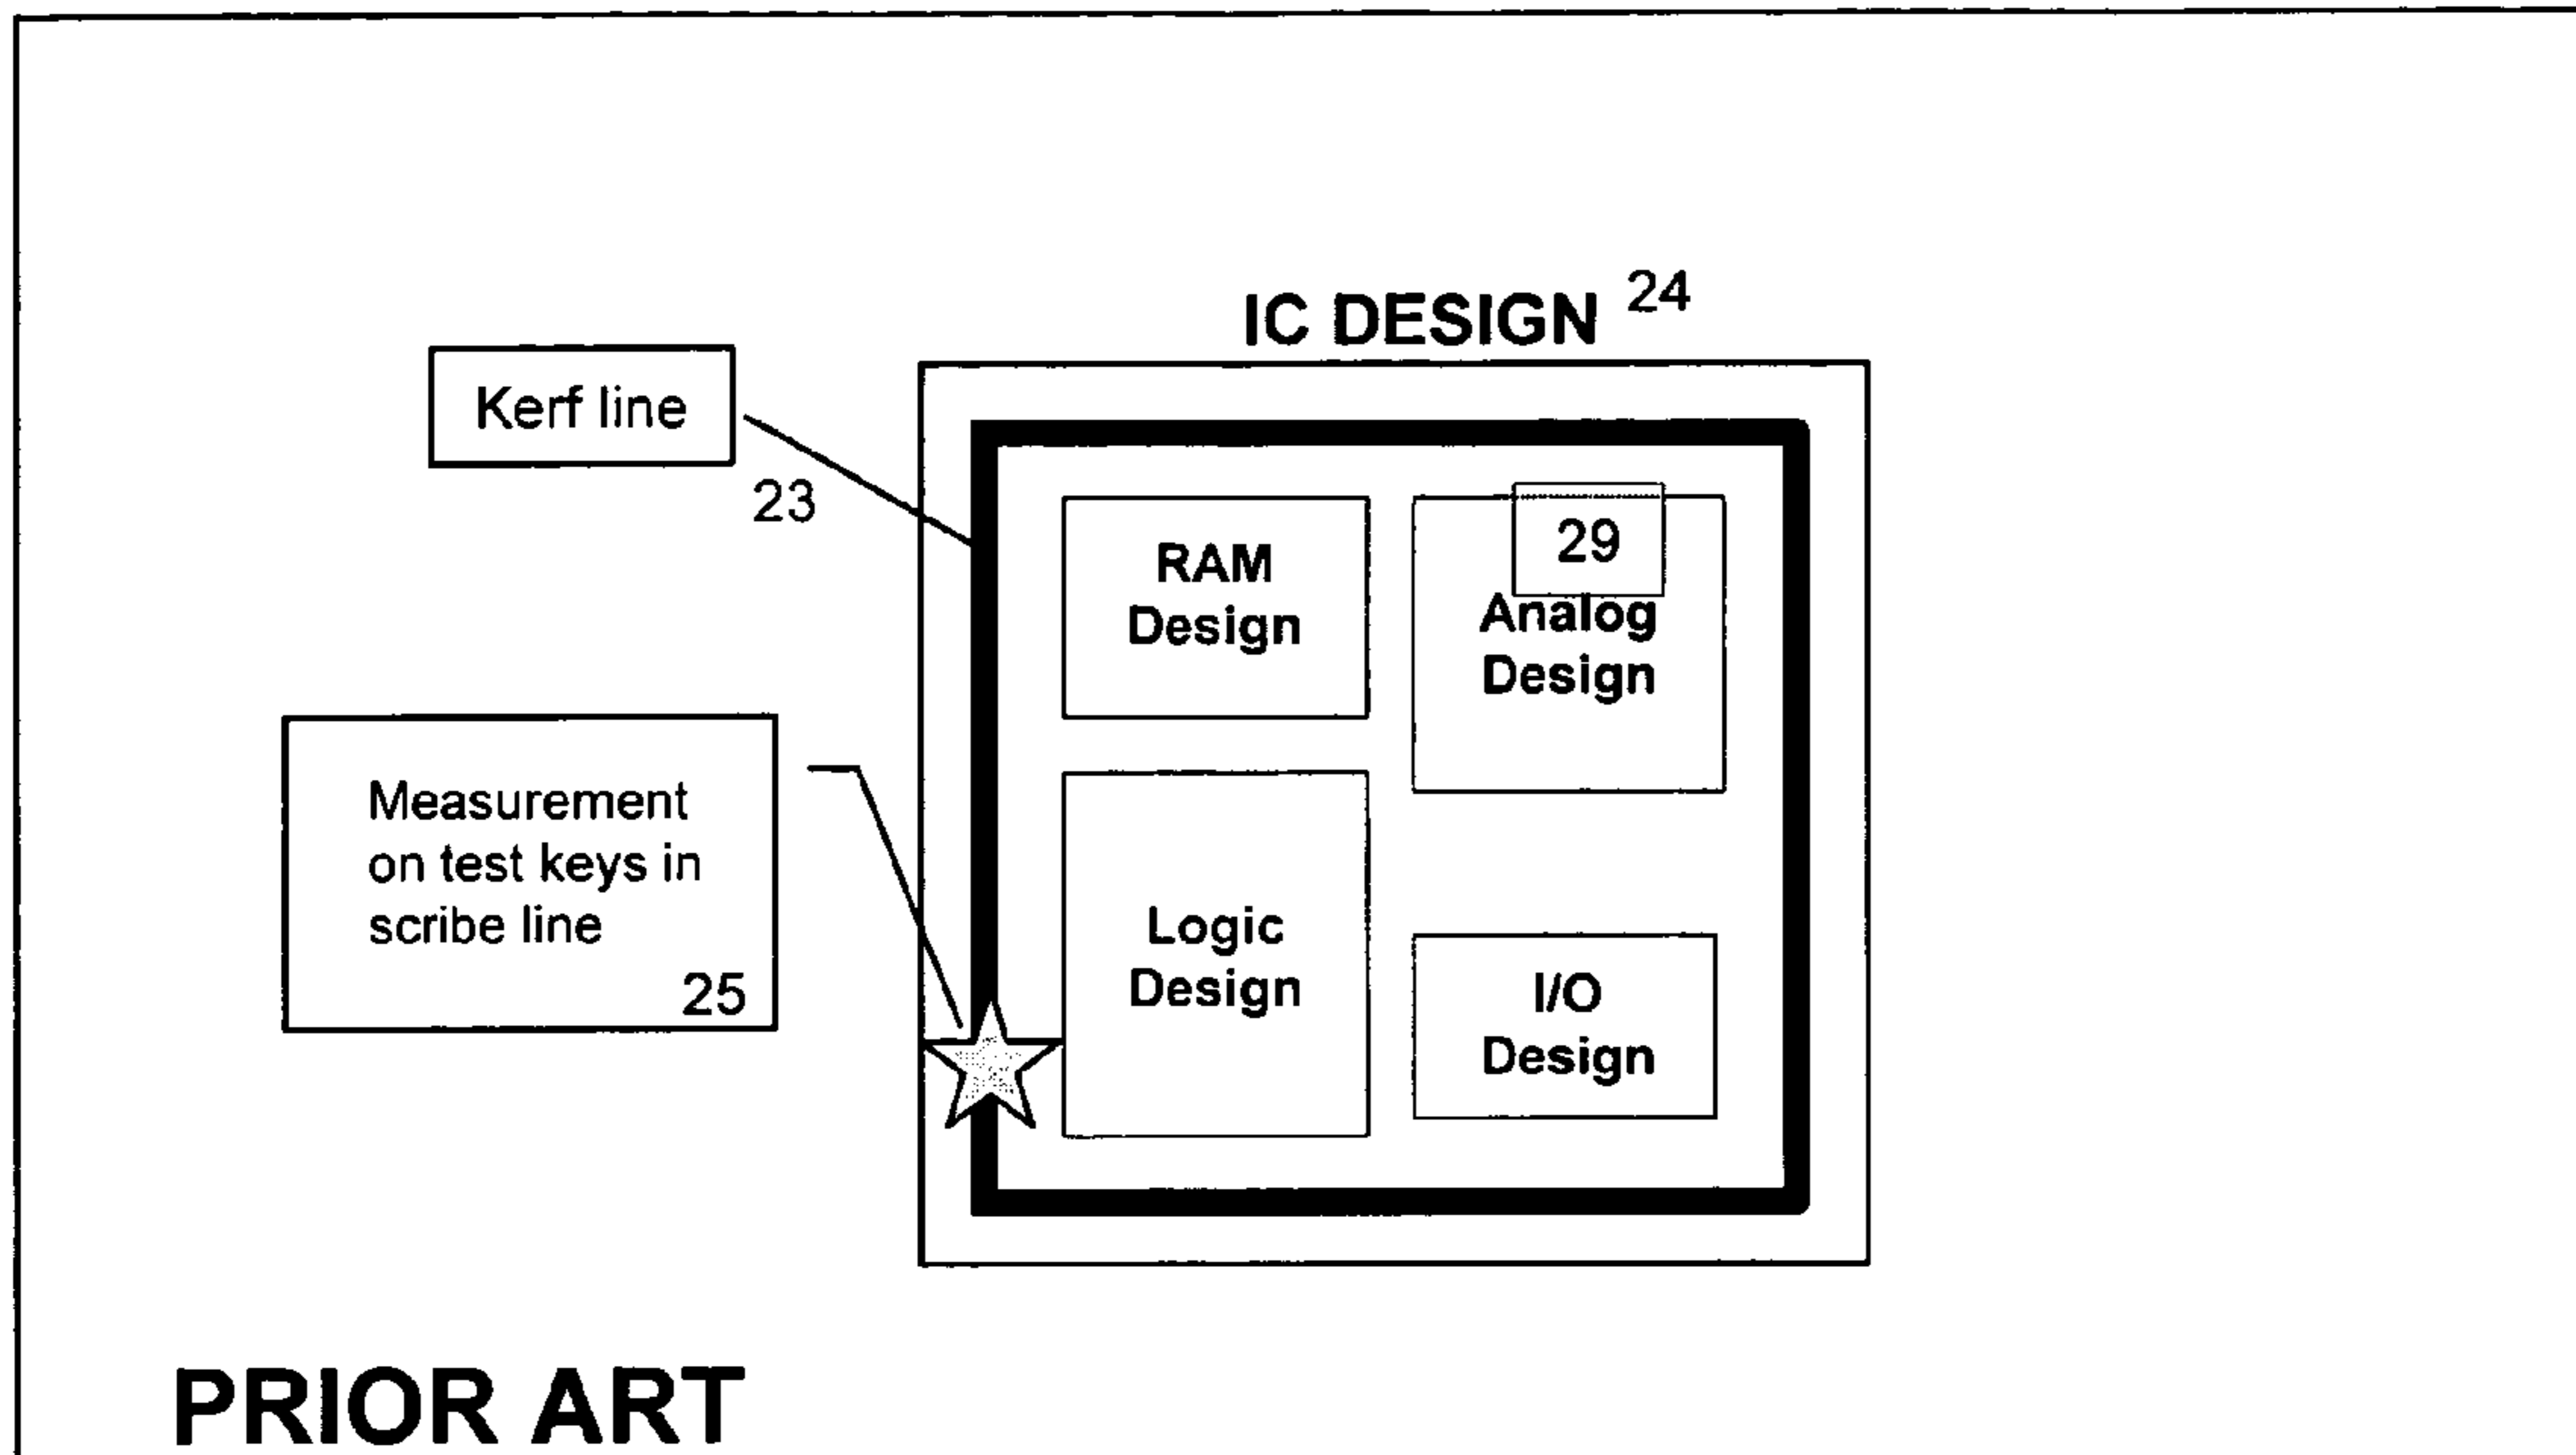 IC DESIGN 24
Kerf line
23
RAM
Design
29
Analog
Design
Measurement
on test keys in
scribe line
25
Logic
Design
I/O
Design
PRIOR ART